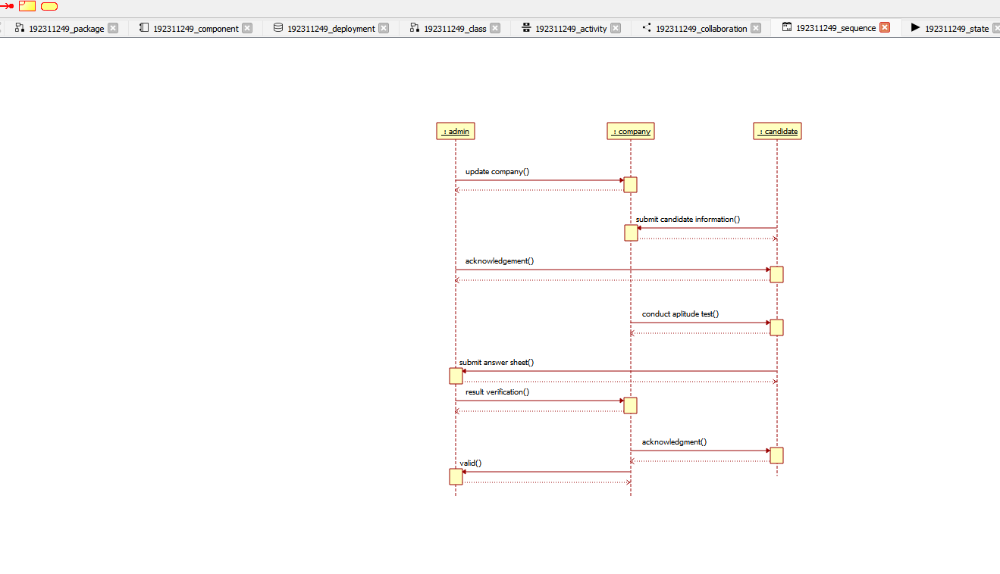 192311249_package
192311249_component
192311249_deployment
192311249_class
192311249_activity
192311249_collaboration
192311249_sequence
192311249_state
: admin
: company
: candidate
update company()
submit candidate information()
acknowledgement()
conduct aplitude test()
submit answer sheet()
result verification()
acknowledgment()
valid()